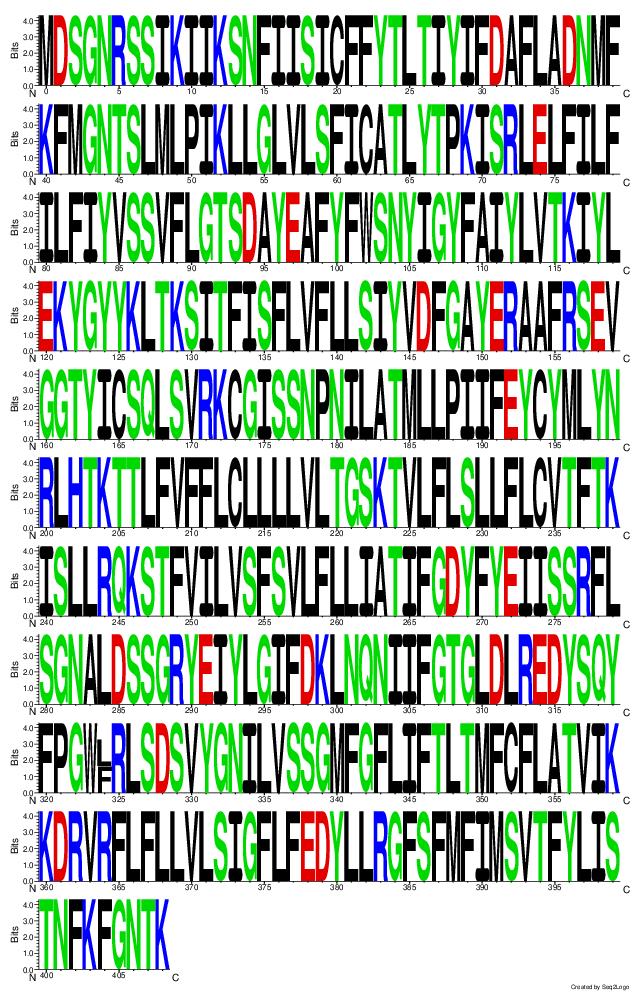 4.0 3.0 2.0 1.0 0.0 Bits MDSGNRSSIKIIKSNFIISICFFYTLTIYIFDAFLADNMF
N 0 5 10 15 20 25 30 35 C
4.0 3.0 2.0 1.0 0.0 Bits KFMGNTSLMLPIKLLGLVLSFICATLYTPKISRLELFILF
N 40 45 50 55 60 65 70 75 C
4.0 3.0 2.0 1.0 0.0 Bits ILFIYVSSVFLGTSDAYEAFYFWSNYIGYFAIYLVTKIYL
N 80 85 90 95 100 105 110 115 C
4.0 3.0 2.0 1.0 0.0 Bits EKYGYYKLTKSITFISFLVFLLSIYVDFGAYERAAFRSEV
N 120 125 130 135 140 145 150 155 C
4.0 3.0 2.0 1.0 0.0 Bits GGTYICSQLSVRKCGISSNPNILATMLLPIIFEYCYMLYN
N 160 165 170 175 180 185 190 195 C
4.0 3.0 2.0 1.0 0.0 Bits RLHTKTTLFVFFLCLLLLVLTGSKTVLFLSLLFLCVTFTK
N 200 205 210 215 220 225 230 235 C
4.0 3.0 2.0 1.0 0.0 Bits ISLLRQKSTFVILVSFSVLFLLIATIFGDYFYEIISSRFL
N 240 245 250 255 260 265 270 275 C
4.0 3.0 2.0 1.0 0.0 Bits SGNALDSSGRYEIYLGIFDKLNQNIIFGTGLDLREDYSQY
N 280 285 290 295 300 305 310 315 C
4.0 3.0 2.0 1.0 0.0 Bits FPGWLFRLSDSVYGNILVSSGMFGFLIFTLTMFCFLATVIK
N 320 325 330 335 340 345 350 355 C
4.0 3.0 2.0 1.0 0.0 Bits KDRVRFLFLLVLSIGFLFEDYLLRGFSFMFIMSVTFYLIS
N 360 365 370 375 380 385 390 395 C
4.0 3.0 2.0 1.0 0.0 Bits TNFKFGNTK
N 400 405 C
Created by Seq2Logo